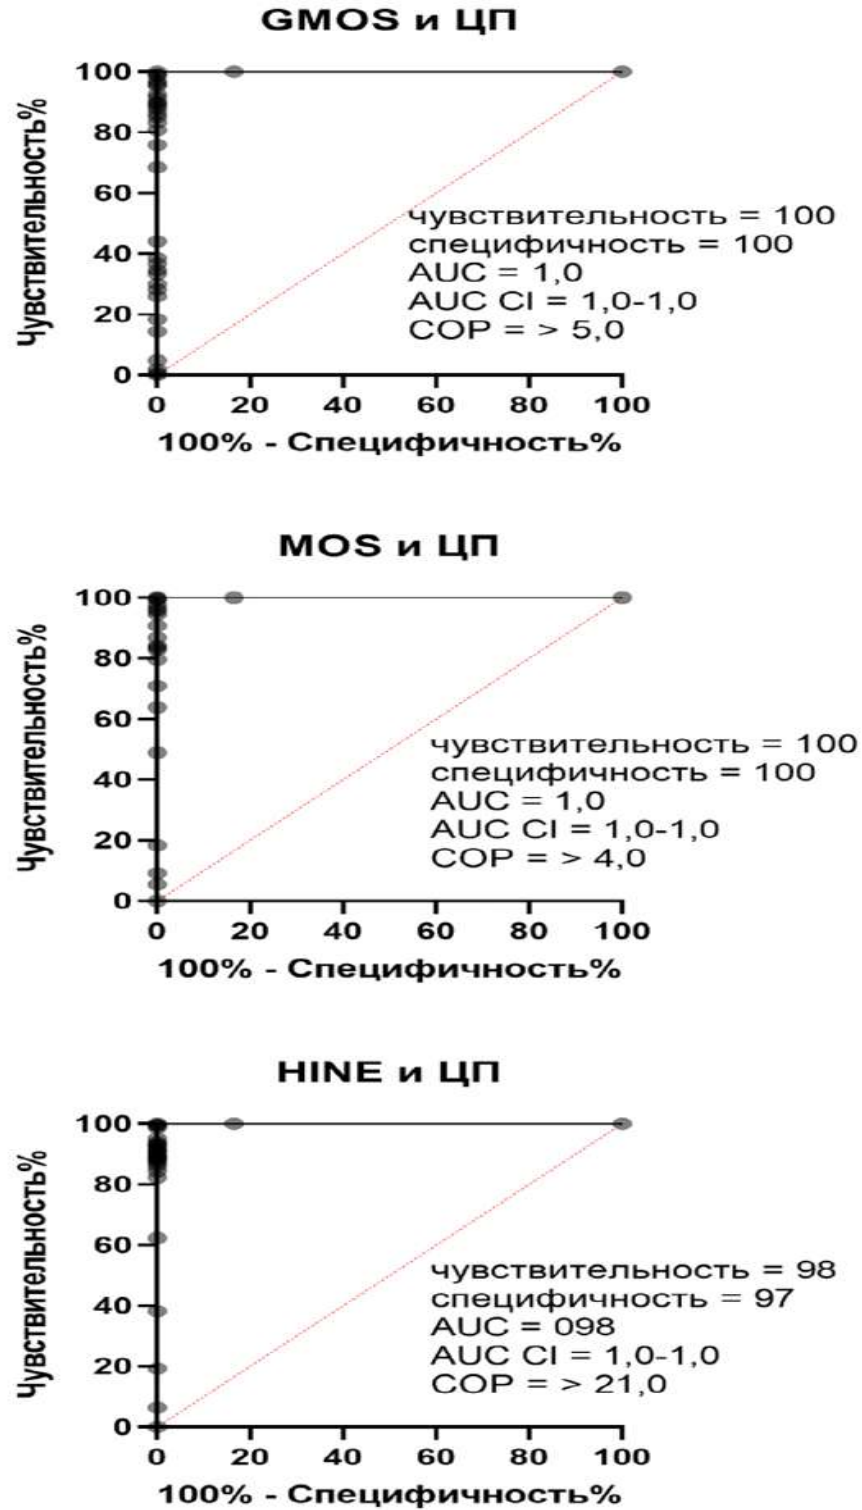 GMOS и ЦП
Чувствительность%
100
80
60
40
20
0
чувствительность = 100
специфичность = 100
AUC = 1,0
AUC CI = 1,0-1,0
COP = > 5,0
0 20 40 60 80 100
100% - Специфичность%
MOS и ЦП
Чувствительность%
100
80
60
40
20
0
чувствительность = 100
специфичность = 100
AUC = 1,0
AUC CI = 1,0-1,0
COP = > 4,0
0 20 40 60 80 100
100% - Специфичность%
HINE и ЦП
Чувствительность%
100
80
60
40
20
0
чувствительность = 98
специфичность = 97
AUC = 098
AUC CI = 1,0-1,0
COP = > 21,0
0 20 40 60 80 100
100% - Специфичность%